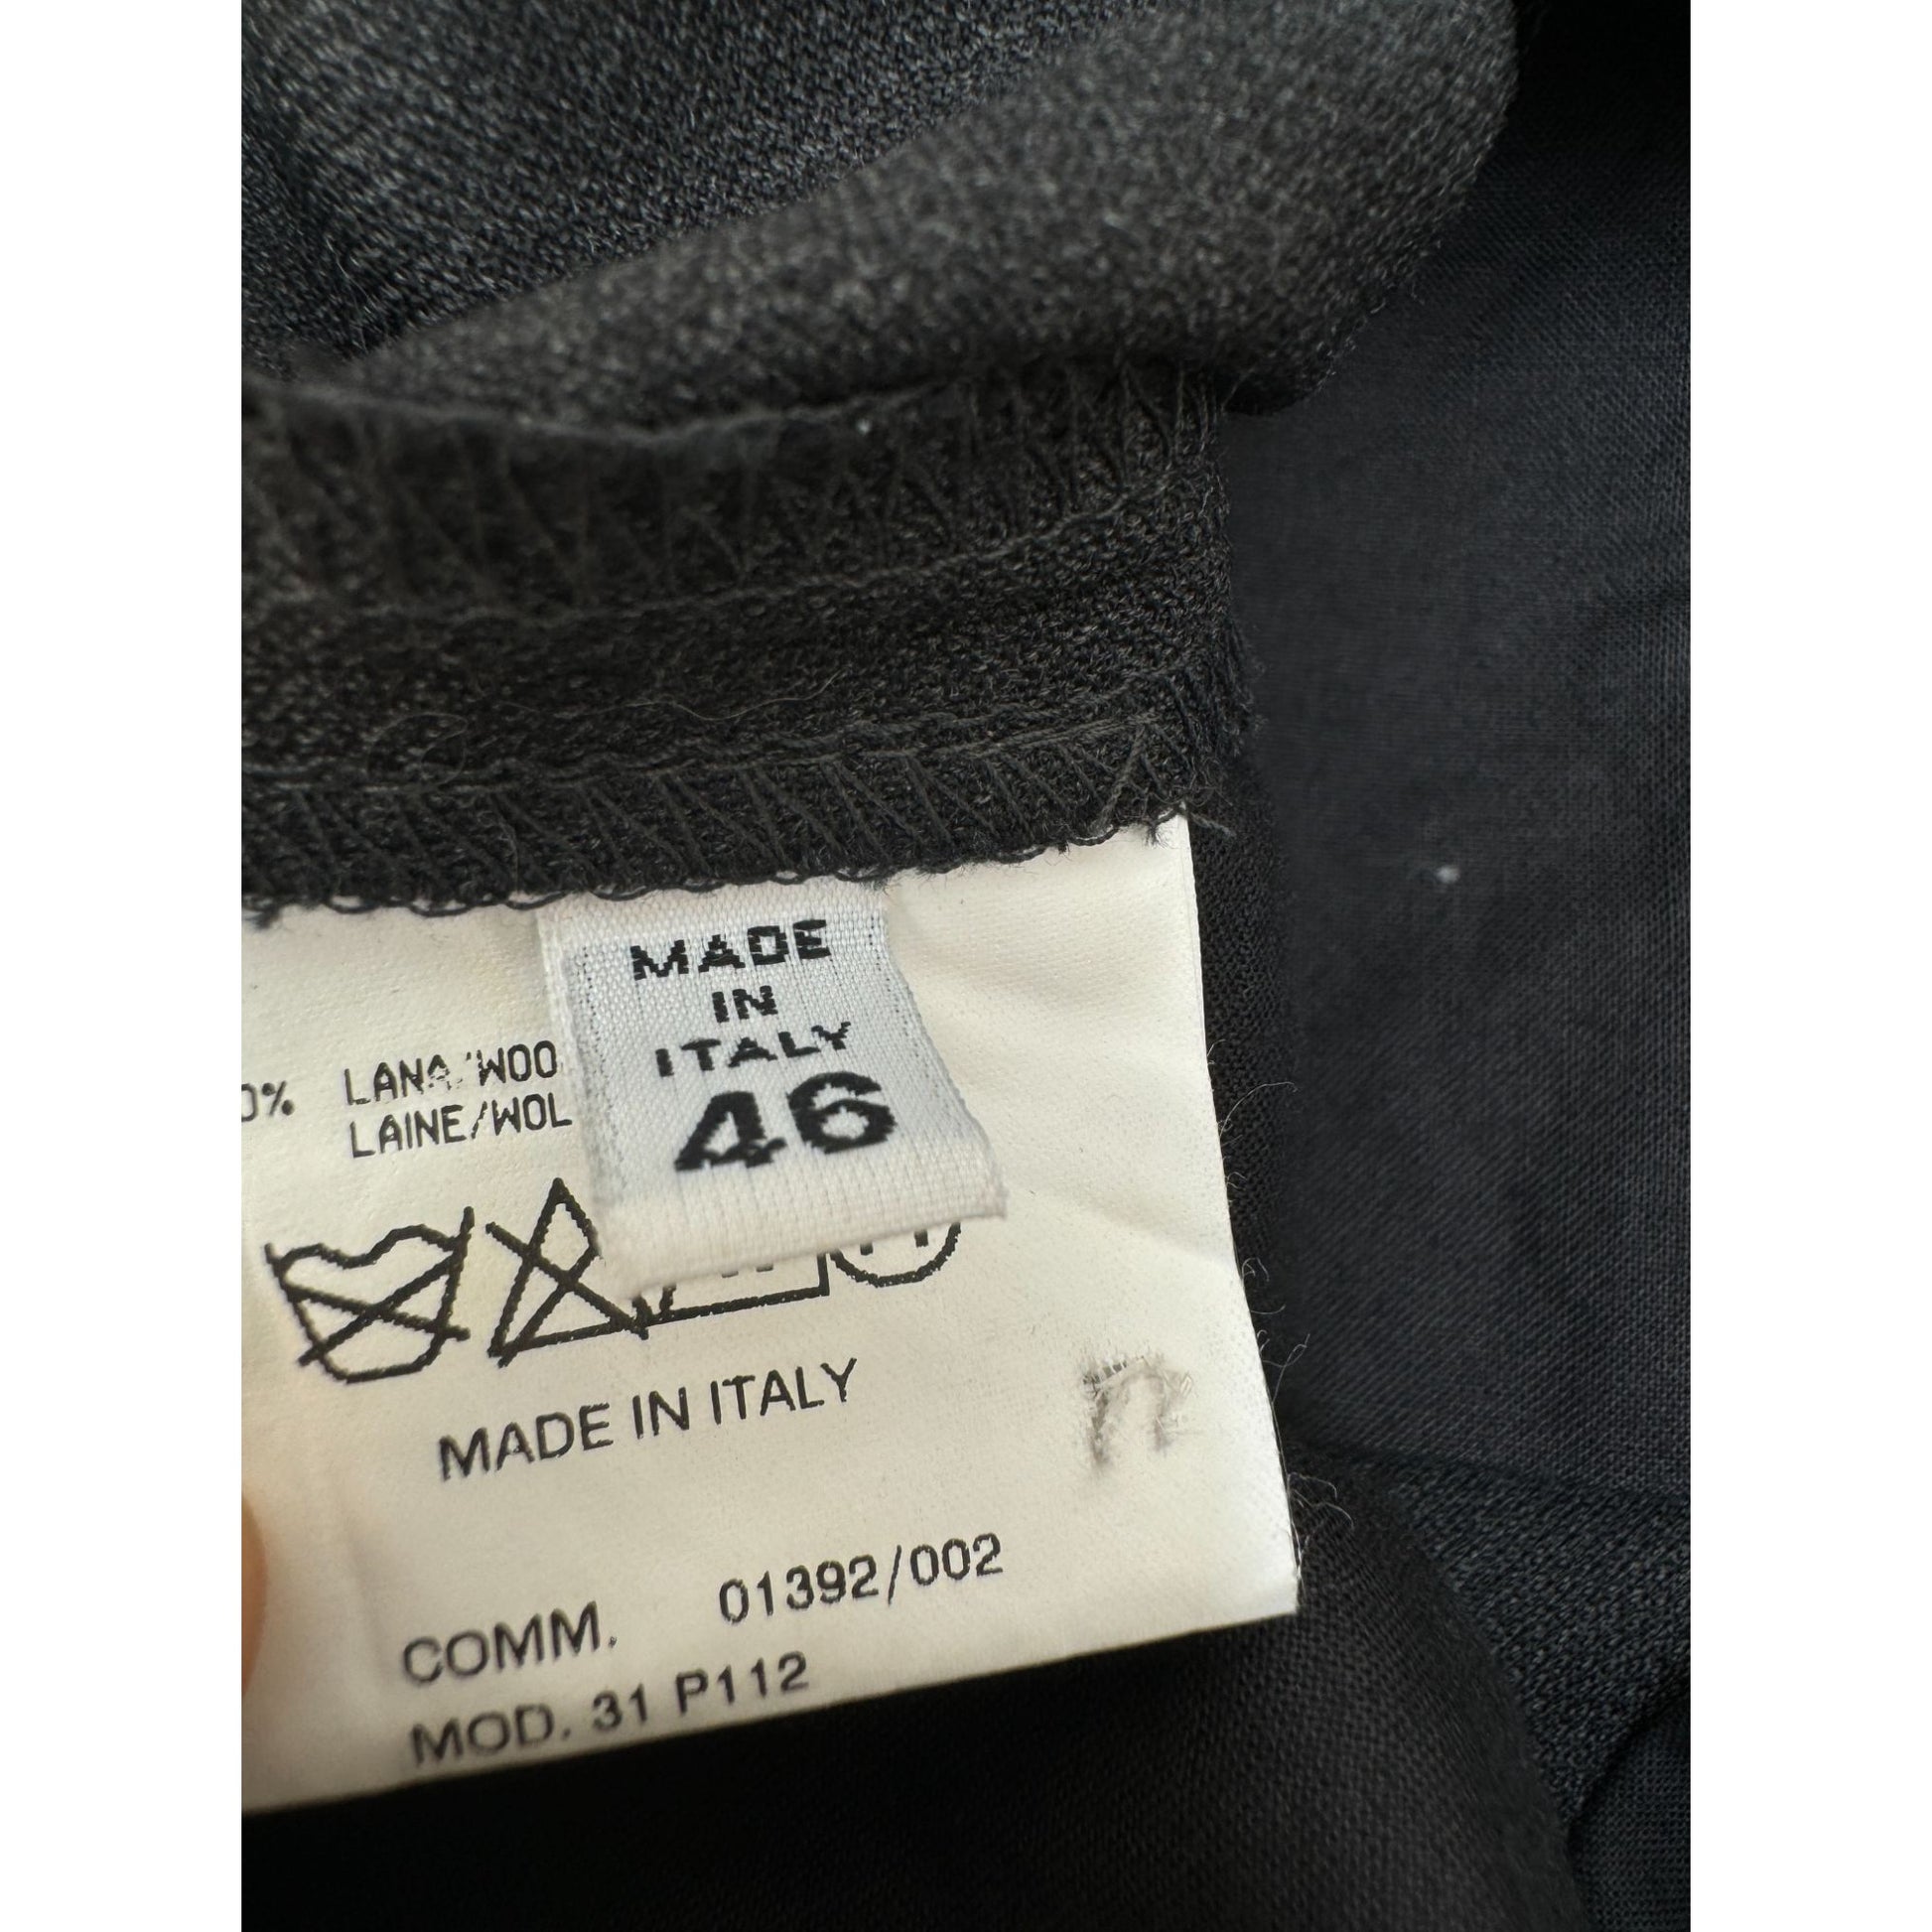 MADE
IN
ITALY
46
0% LANA/WOO
LAINE/WOL
MADE IN ITALY
COMM. 01392/002
MOD. 31 P112